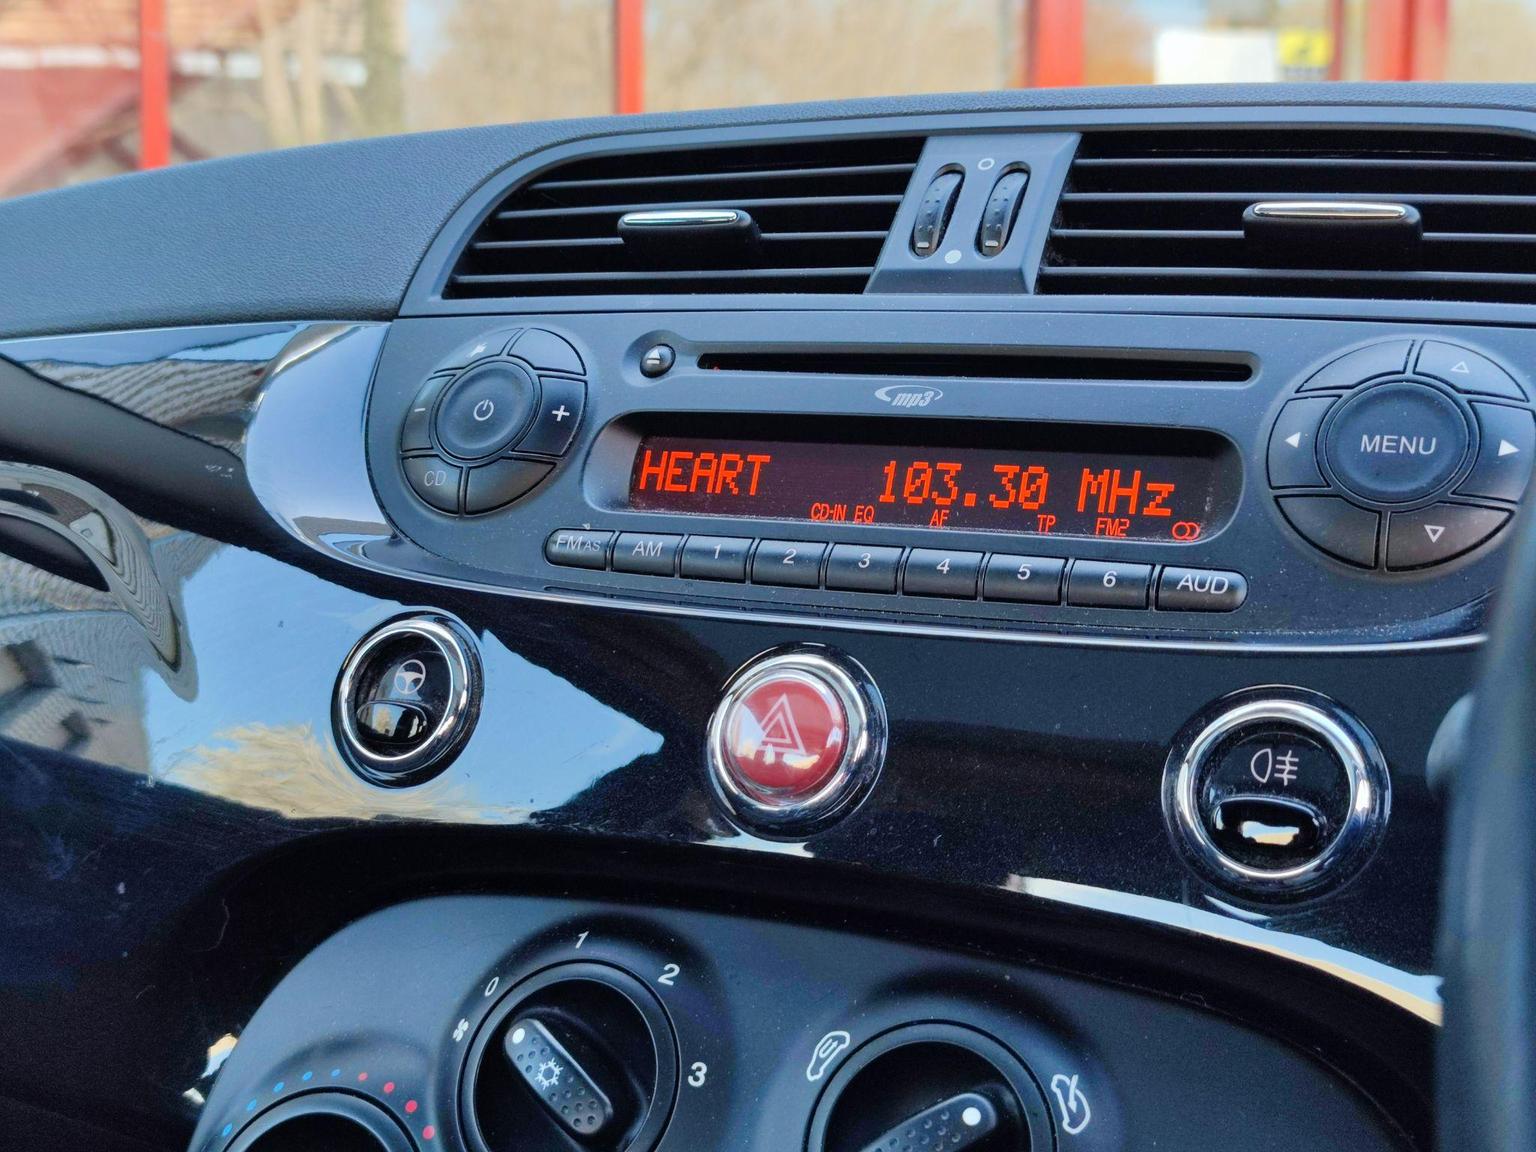 mp3
MENU
CD
HEART 103.30 MHz
CD-IN EQ AF TP FM2
FM AS AM 1 2 3 4 5 6 AUD
0 1 2 3